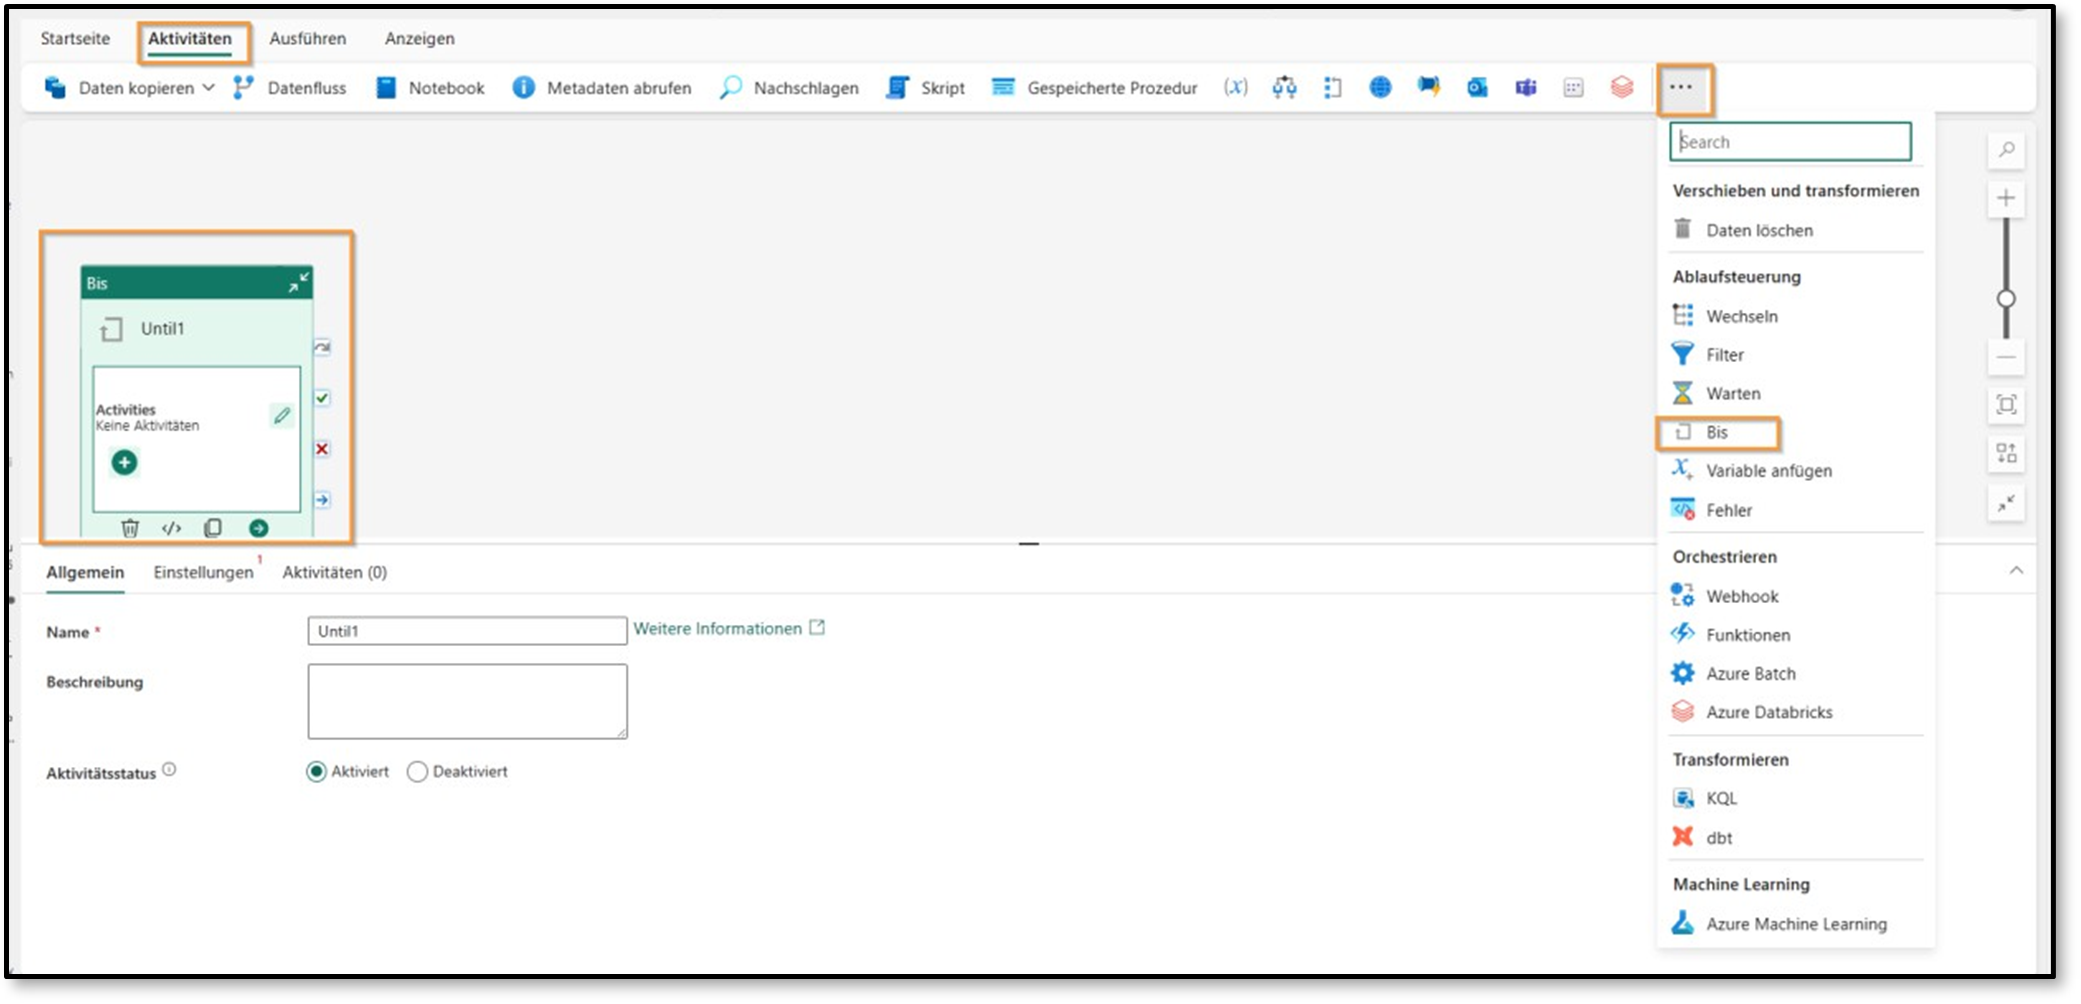 Startseite Aktivitäten Ausführen Anzeigen
Daten kopieren Datenfluss Notebook Metadaten abrufen Nachschlagen Skript Gespeicherte Prozedur (x) ...
Search
Verschieben und transformieren
Daten löschen
Ablaufsteuerung
Wechseln
Filter
Warten
Bis
Variable anfügen
Fehler
Orchestrieren
Webhook
Funktionen
Azure Batch
Azure Databricks
Transformieren
KQL
dbt
Machine Learning
Azure Machine Learning
Bis
Until1
Activities
Keine Aktivitäten
Allgemein Einstellungen 1 Aktivitäten (0)
Name * Until1 Weitere Informationen
Beschreibung
Aktivitätsstatus Aktiviert Deaktiviert